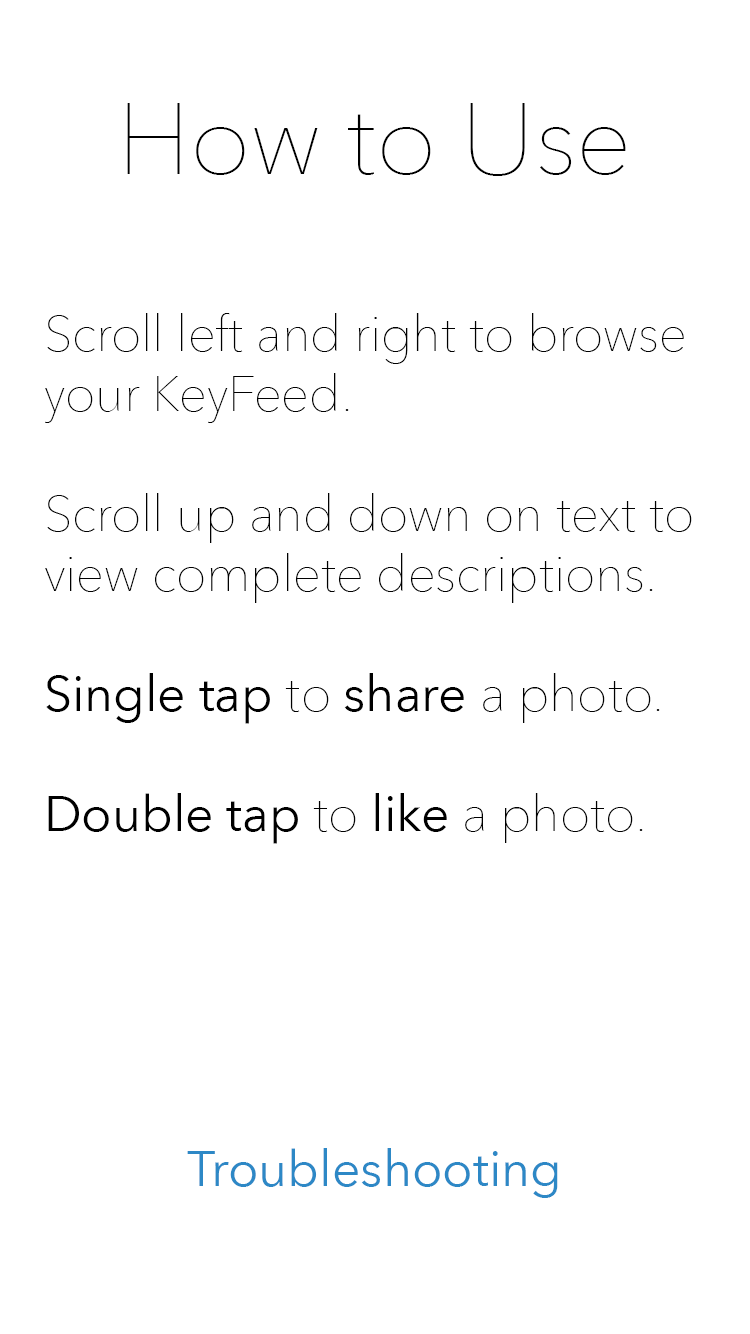 How to Use
Scroll left and right to browse
your KeyFeed.
Scroll up and down on text to
view complete descriptions.
Single tap to share a photo.
Double tap to like a photo.
Troubleshooting